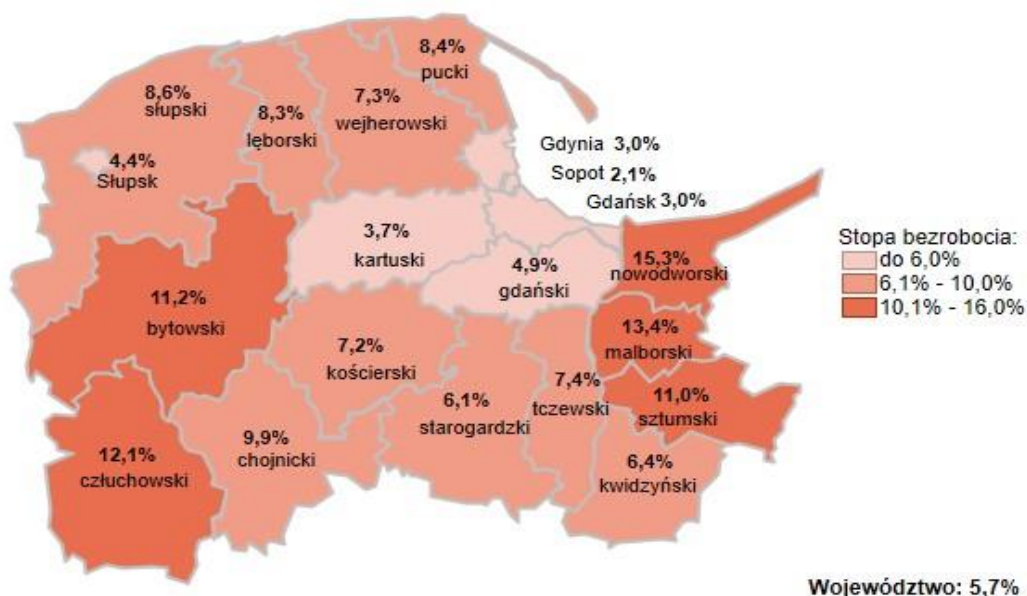 8,4%
pucki
8,6%
słupski
8,3%
lęborski
7,3%
wejherowski
4,4%
Słupsk
Gdynia 3,0%
Sopot 2,1%
Gdańsk 3,0%
3,7%
kartuski
4,9%
gdański
15,3%
nowodworski
11,2%
bytowski
13,4%
malborski
7,2%
kościerski
7,4%
tczewski
11,0%
sztumski
6,1%
starogardzki
9,9%
chojnicki
12,1%
człuchowski
6,4%
kwidzyński
Stopa bezrobocia:
do 6,0%
6,1% - 10,0%
10,1% - 16,0%
Województwo: 5,7%